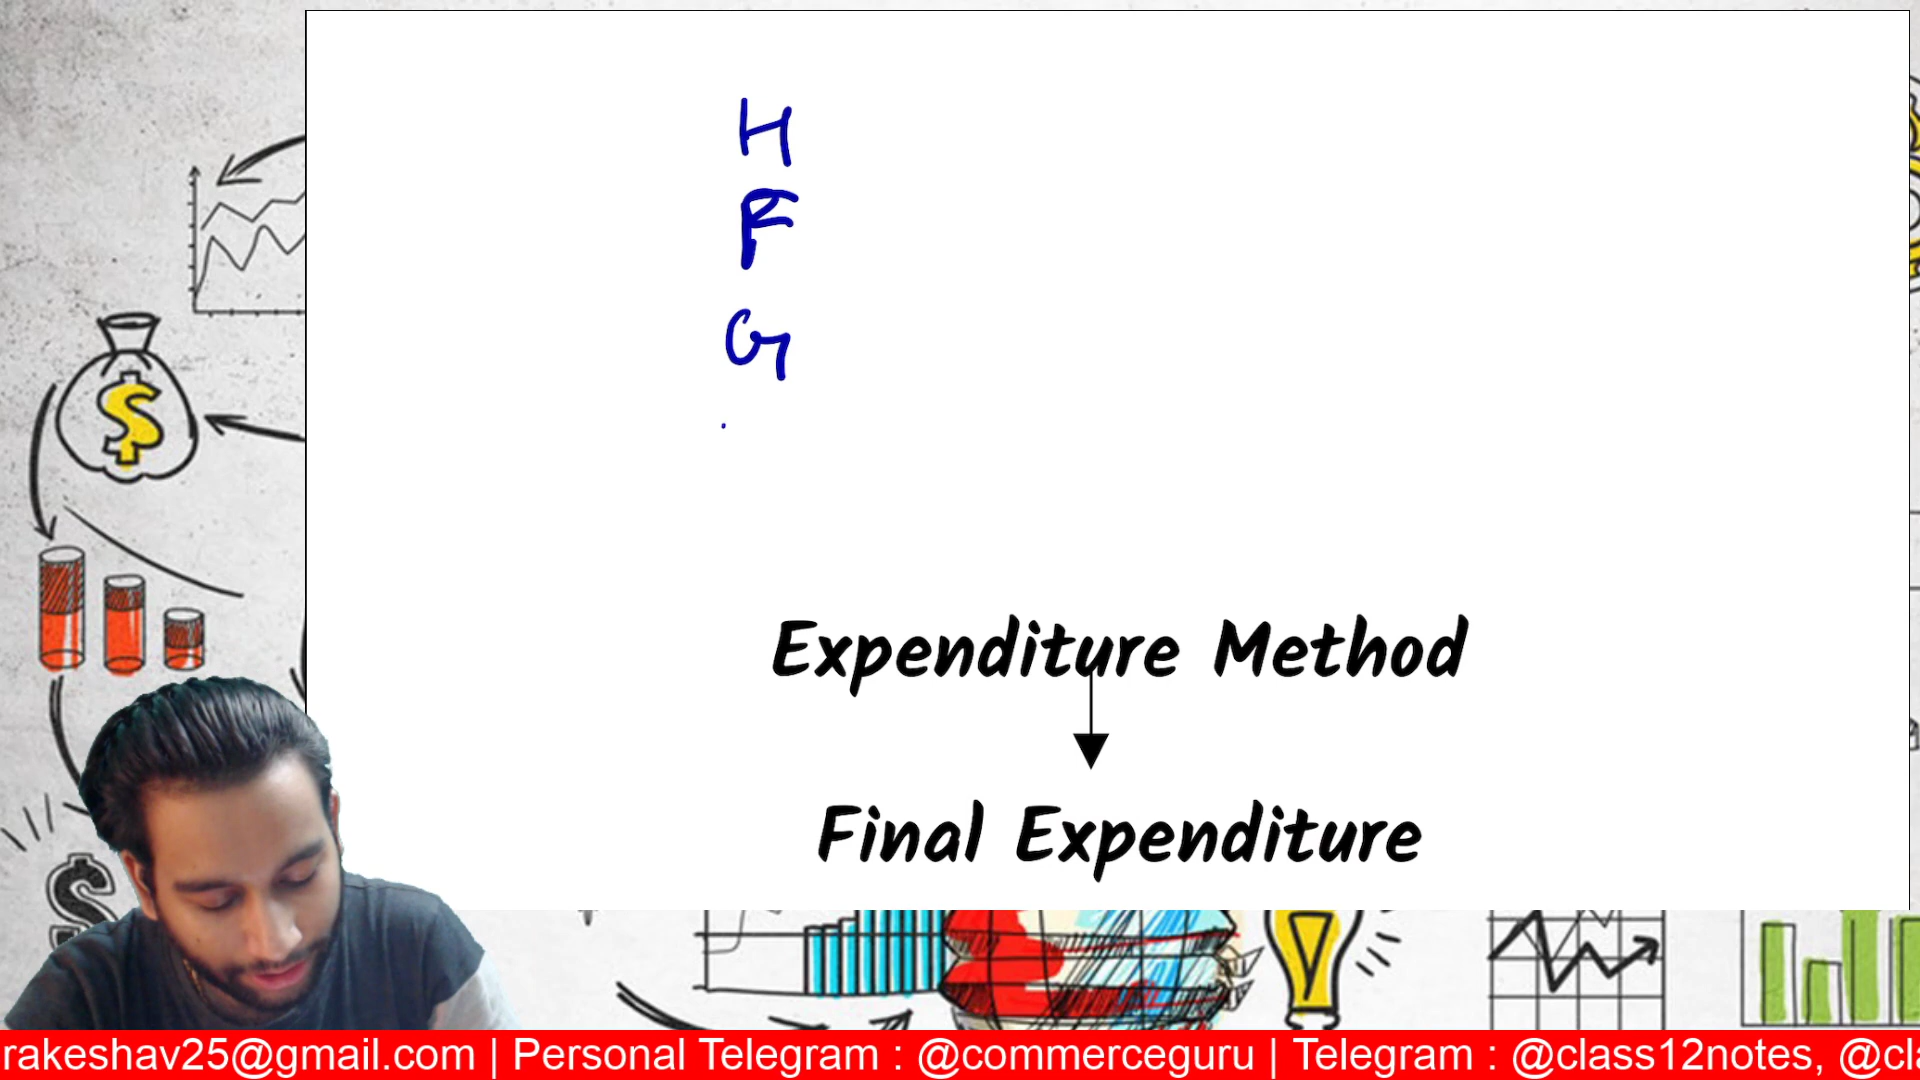 H
F
G
Expenditure Method
Final Expenditure
rakeshav25@gmail.com | Personal Telegram : @commerceguru | Telegram : @class12notes, @cl